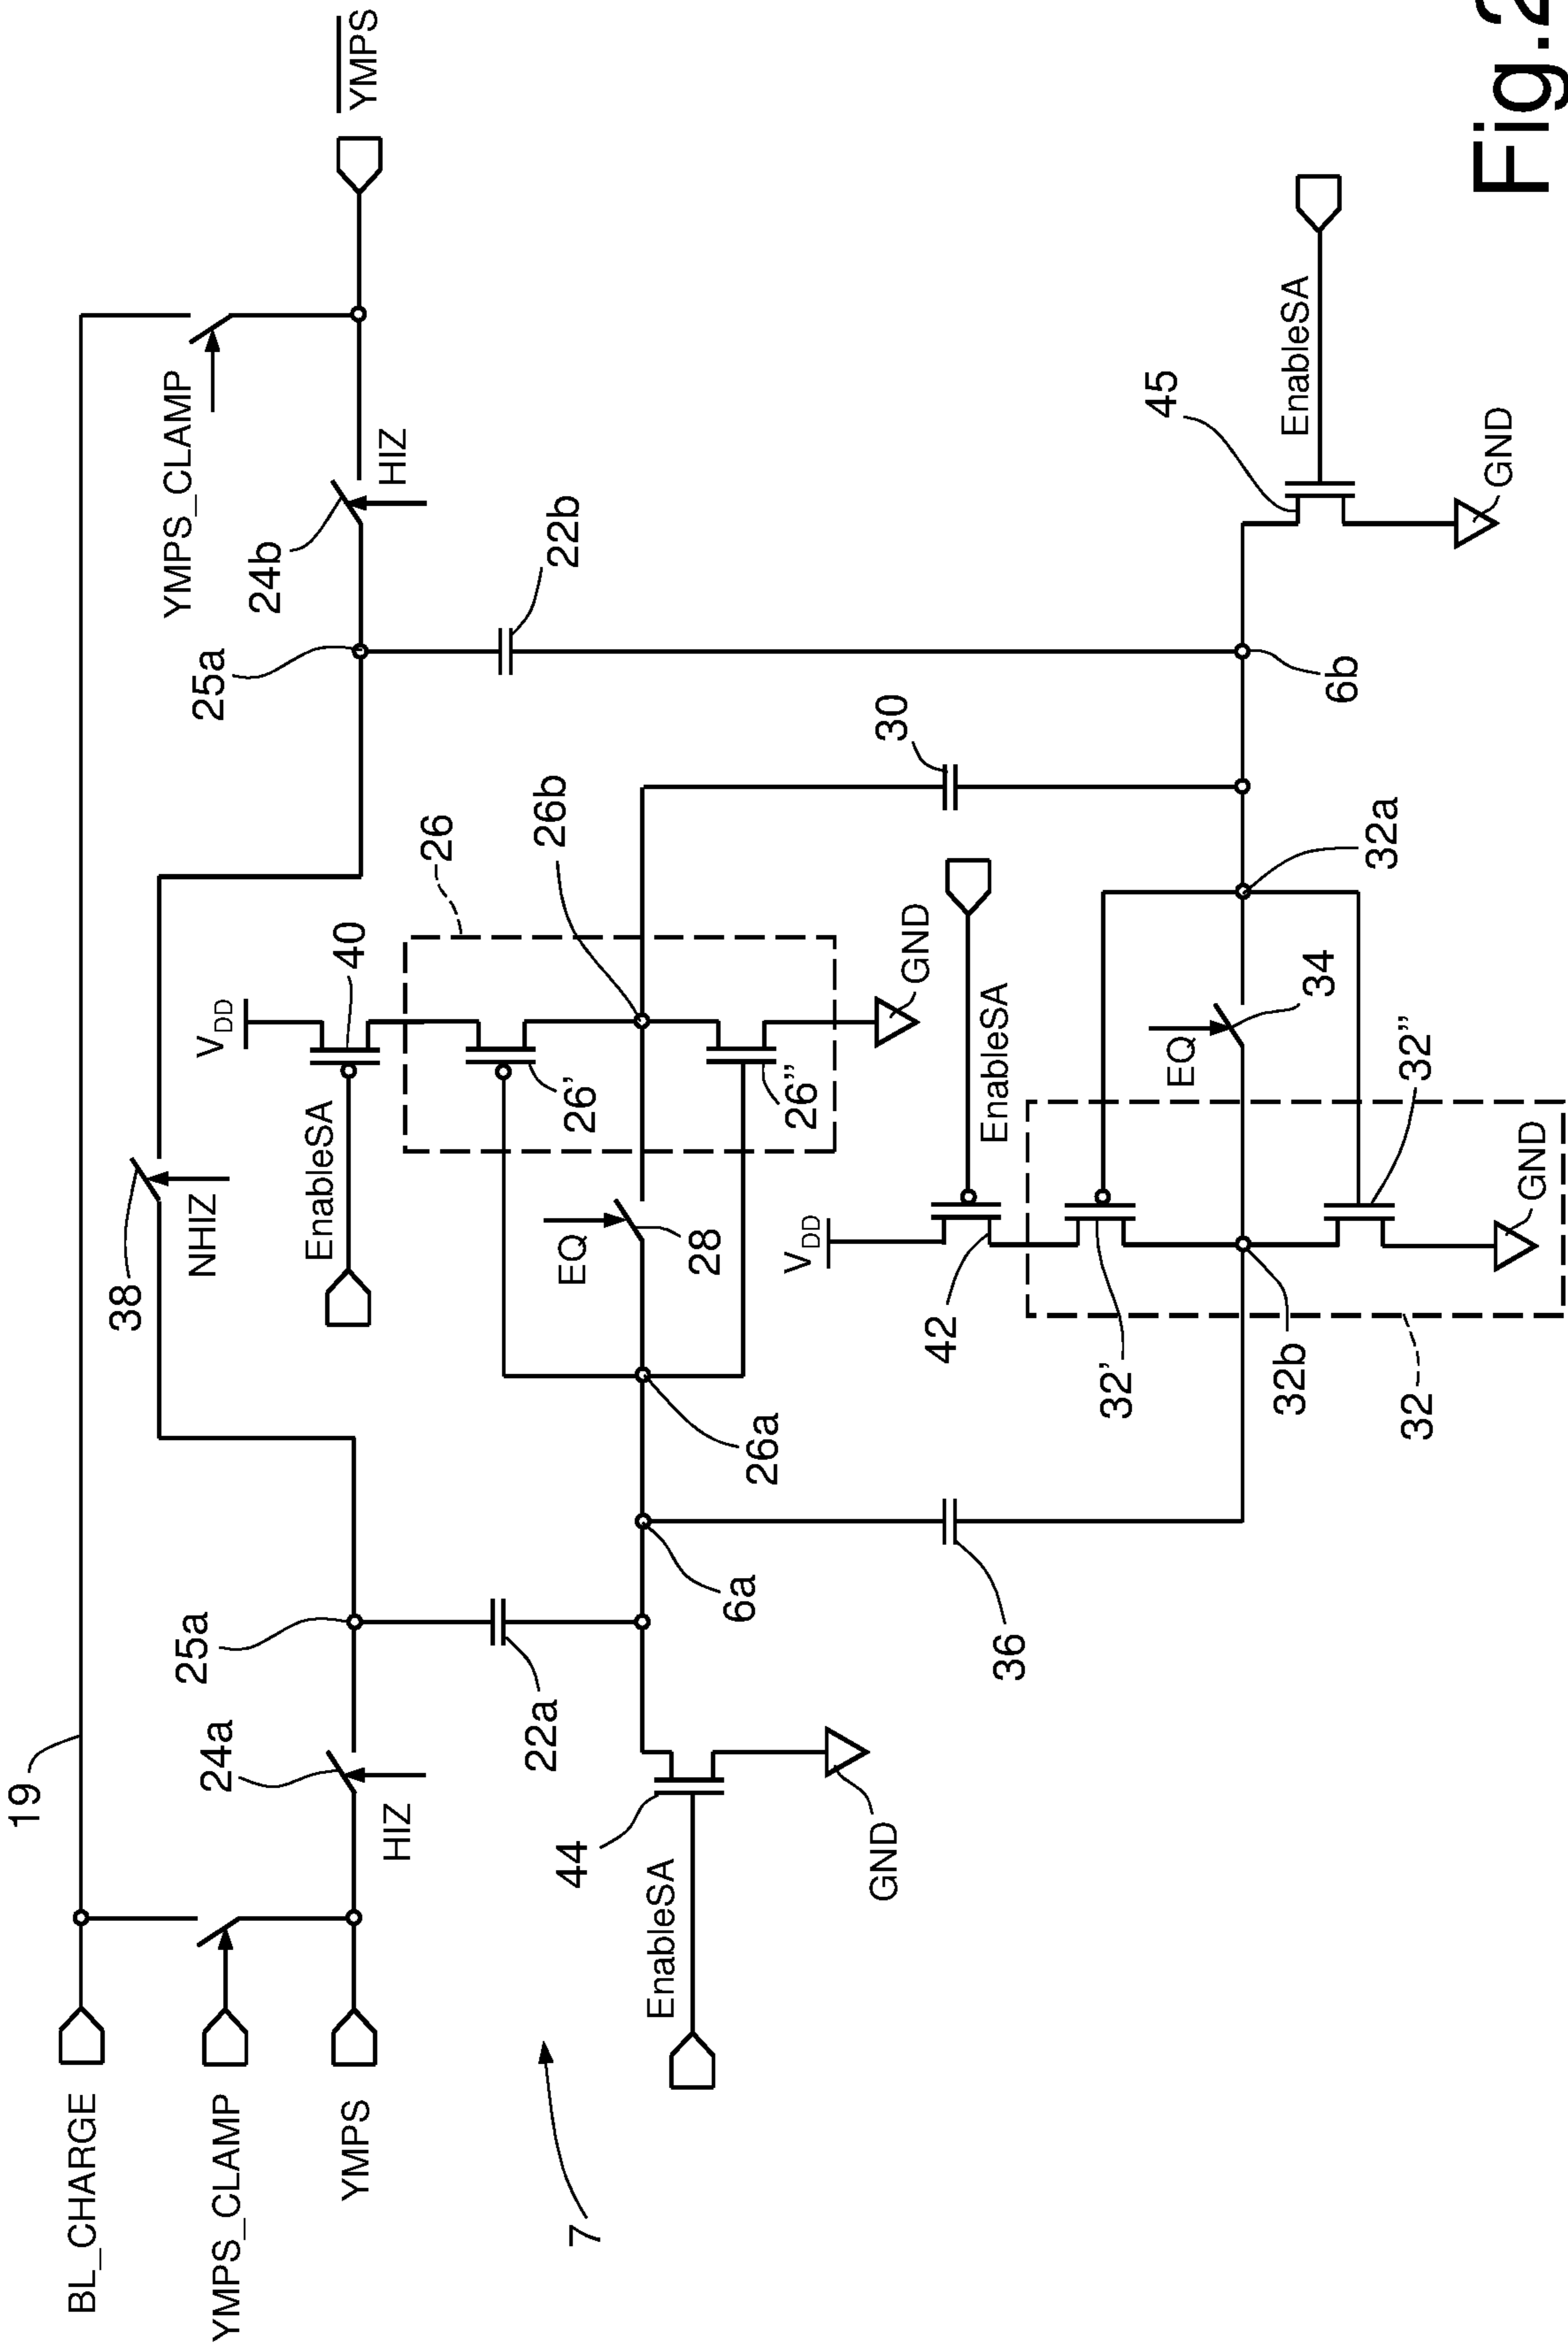 19
BL_CHARGE
YMPS_CLAMP
YMPS
24a
HIZ
25a
38
NHIZ
25a
24b
HIZ
YMPS_CLAMP
YMPS
22a
22b
EnableSA
40
V_DD
26
26'
26''
26b
GND
EQ
28
26a
6a
44
EnableSA
GND
7
36
30
V_DD
42
EnableSA
32'
32b
32
EQ
34
32''
GND
32a
6b
45
EnableSA
GND
Fig.2